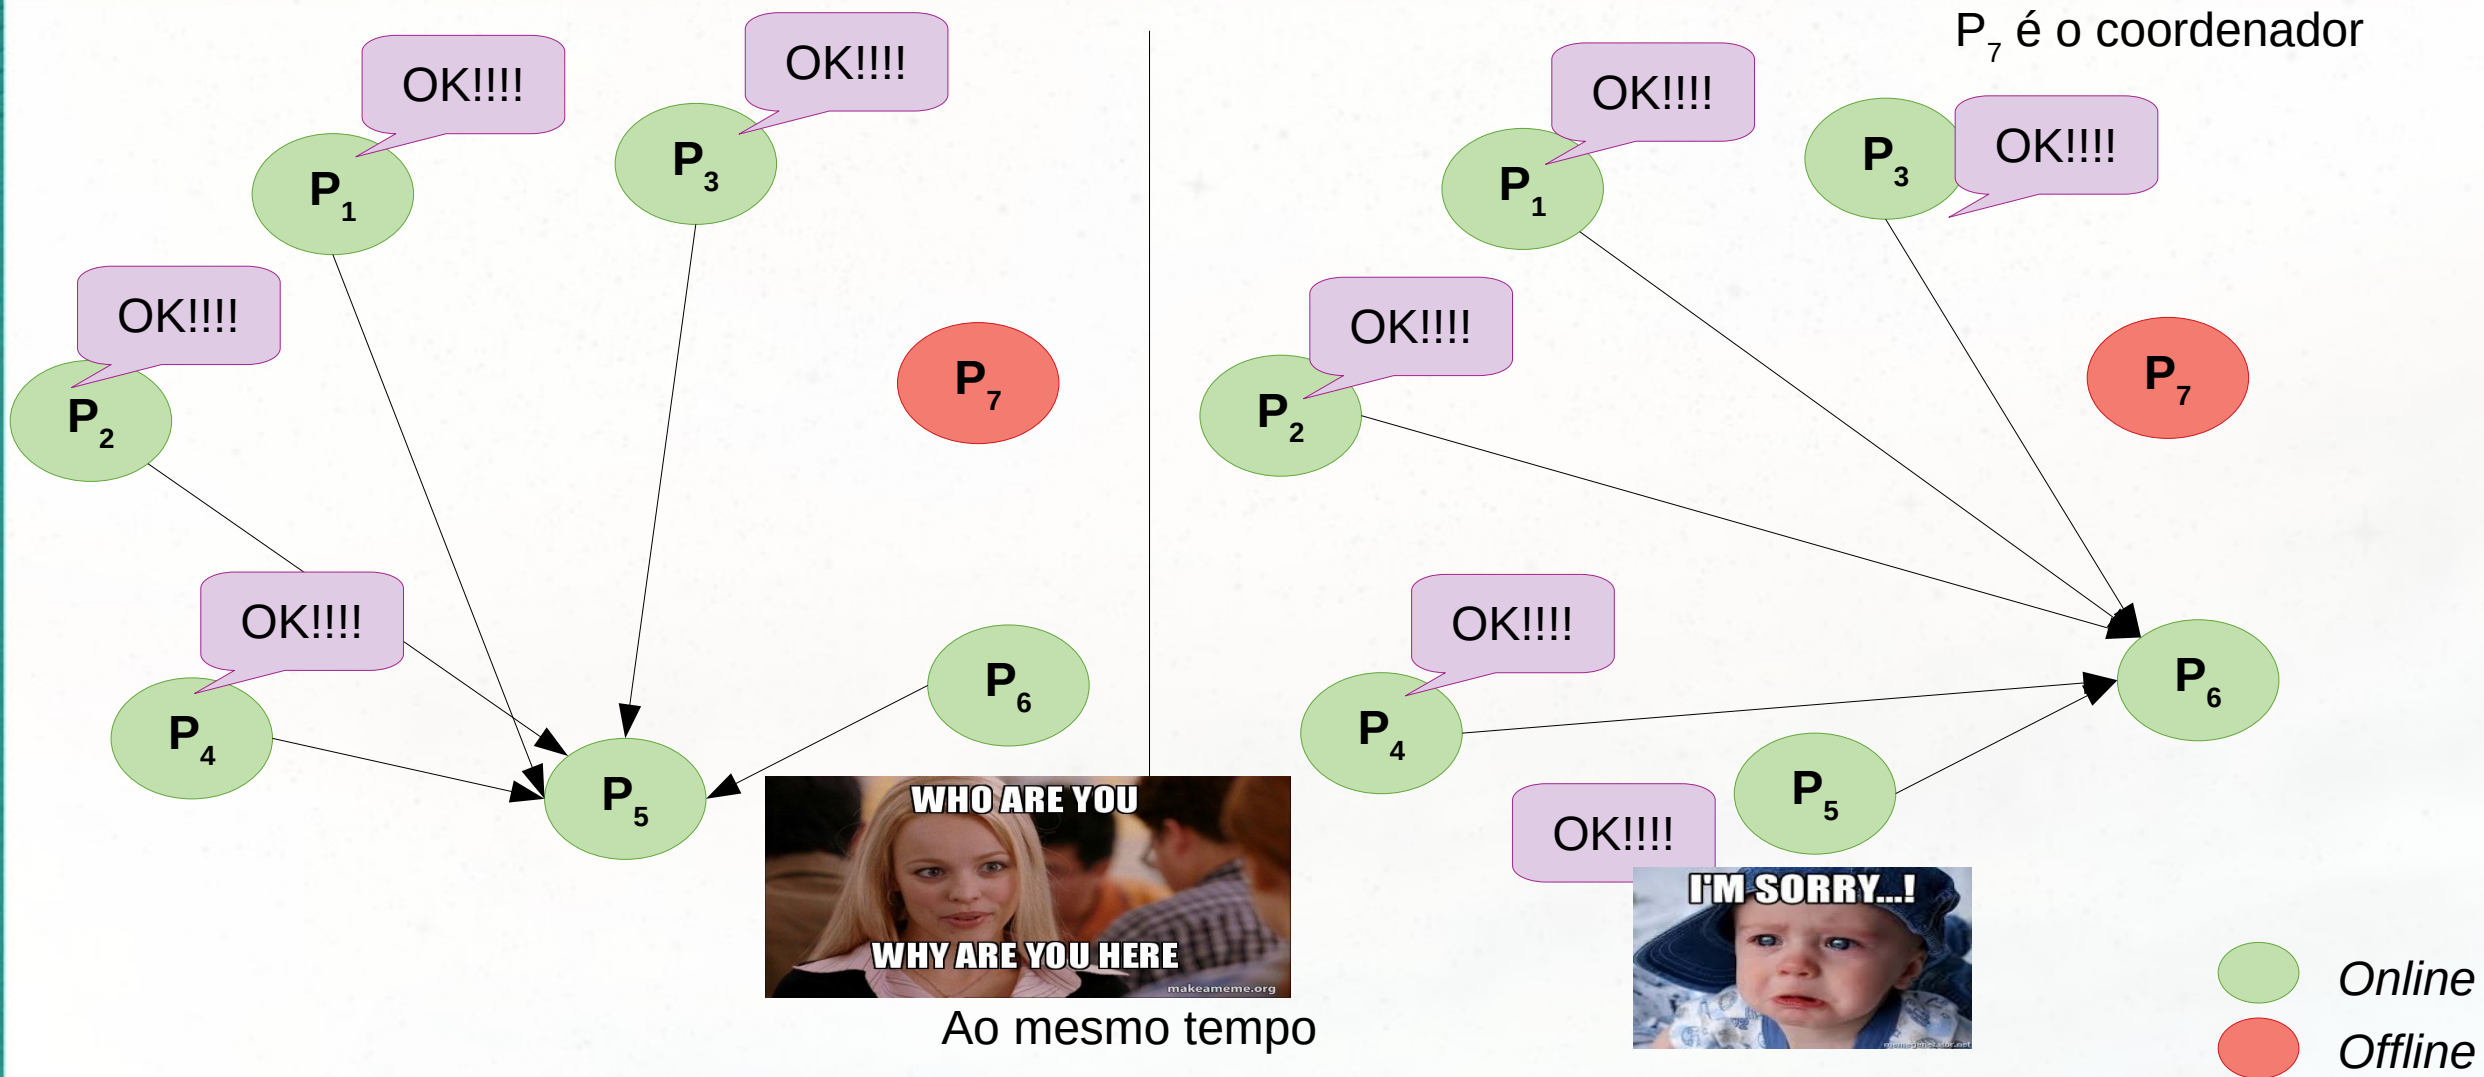 P7 é o coordenador
OK!!!!
OK!!!!
P1
P3
OK!!!!
P2
P7
OK!!!!
P4
P6
P5
WHO ARE YOU
WHY ARE YOU HERE
makeameme.org
Ao mesmo tempo
OK!!!!
OK!!!!
P1
P3
OK!!!!
P2
P7
OK!!!!
P4
P6
P5
OK!!!!
I'M SORRY...!
memegenerator.net
Online
Offline